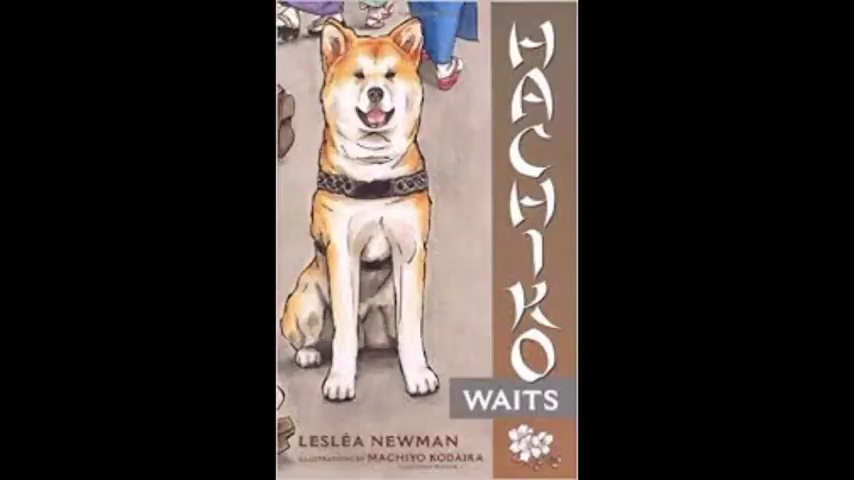 HACHIKO
WAITS
LESLÉA NEWMAN
ILLUSTRATIONS BY MACHIYO KODAIRA